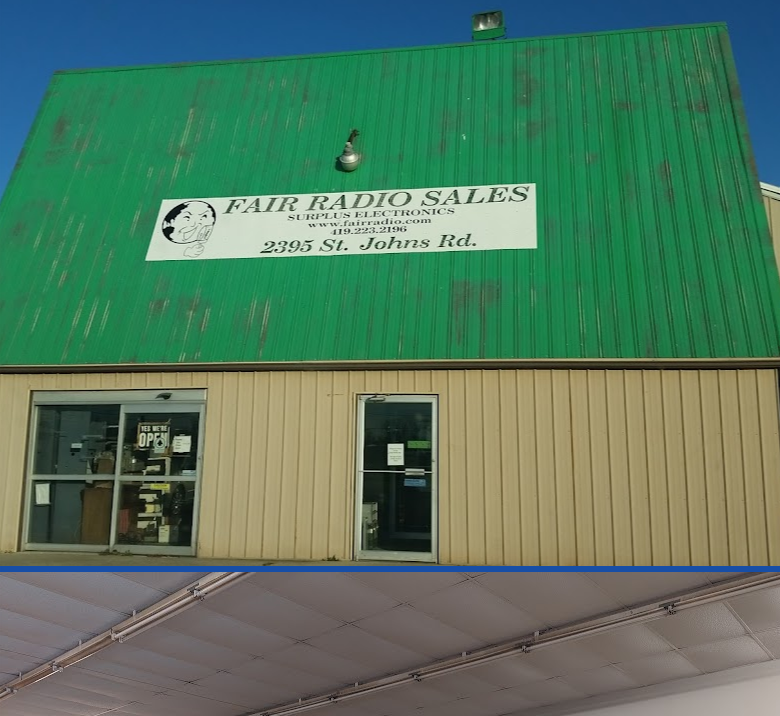 FAIR RADIO SALES
SURPLUS ELECTRONICS
www.fairradio.com
419.223.2196
2395 St. Johns Rd.
YES WE'RE
OPEN